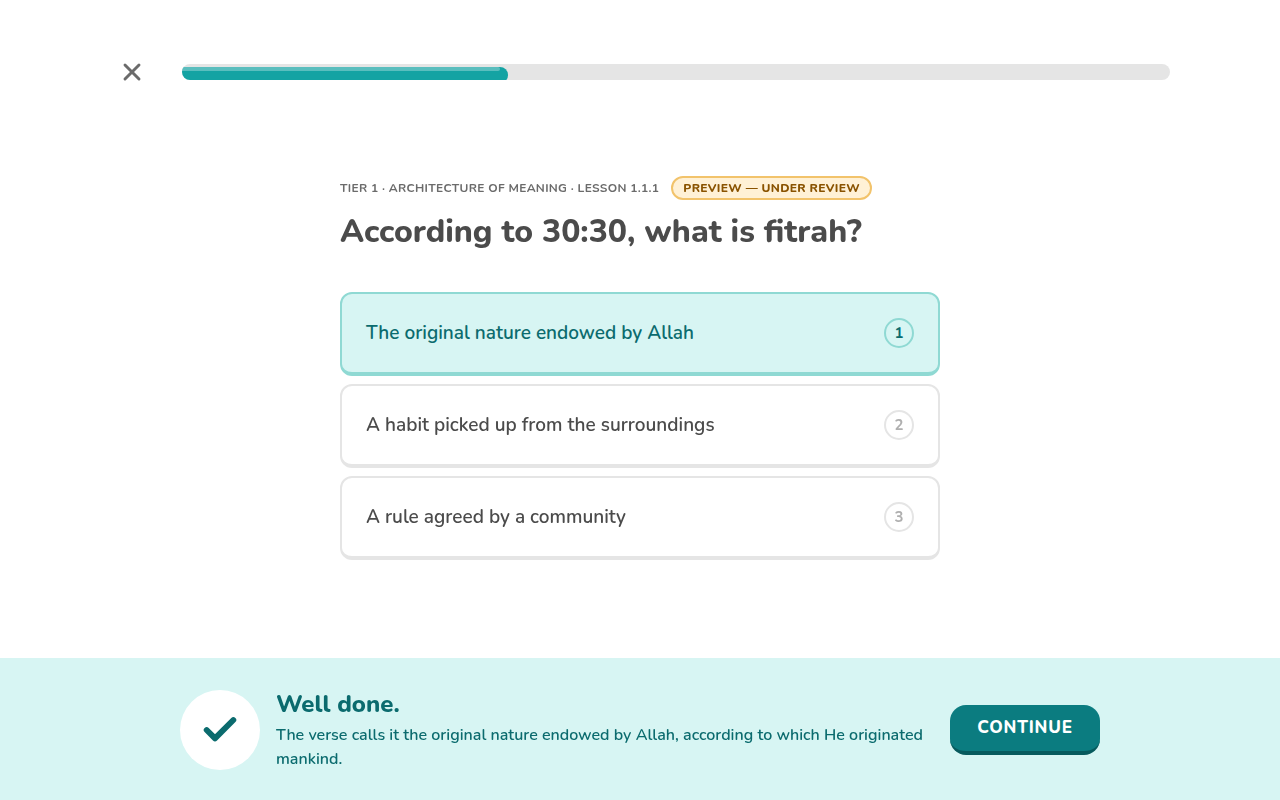 TIER 1 · ARCHITECTURE OF MEANING · LESSON 1.1.1 PREVIEW — UNDER REVIEW
According to 30:30, what is fitrah?
The original nature endowed by Allah 1
A habit picked up from the surroundings 2
A rule agreed by a community 3
Well done.
The verse calls it the original nature endowed by Allah, according to which He originated
mankind.
CONTINUE